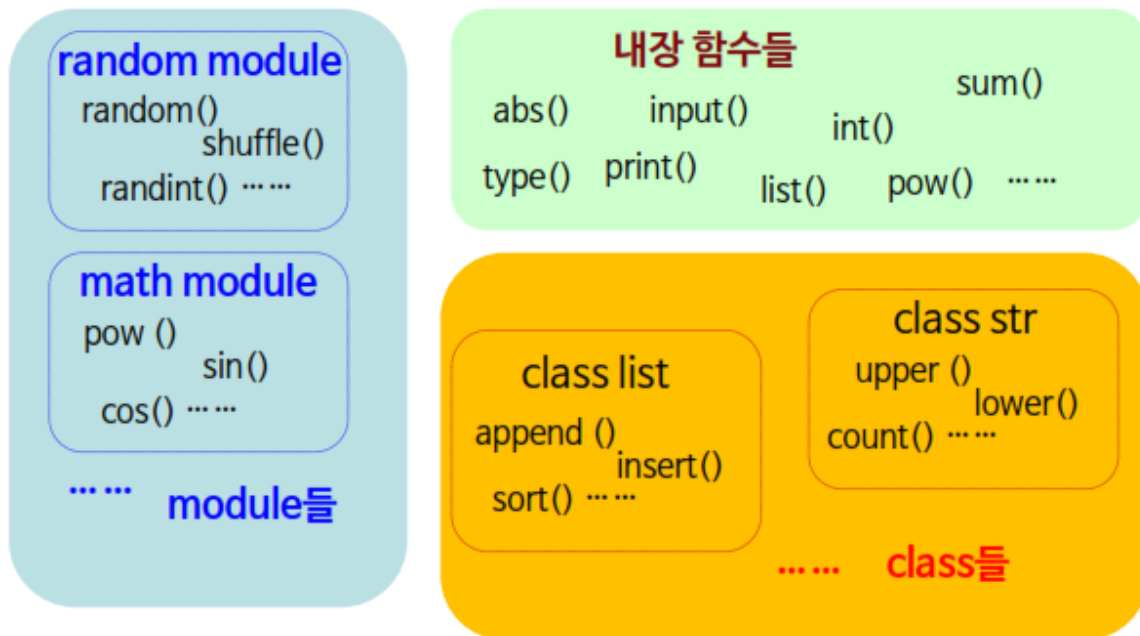 random module
random()
shuffle()
randint() ⋯⋯
math module
pow ()
sin()
cos() ⋯⋯
⋯⋯ module들
내장 함수들
abs() input() int() sum()
type() print() list() pow() ⋯⋯
class list
append ()
insert()
sort() ⋯⋯
class str
upper ()
lower()
count() ⋯⋯
⋯⋯ class들